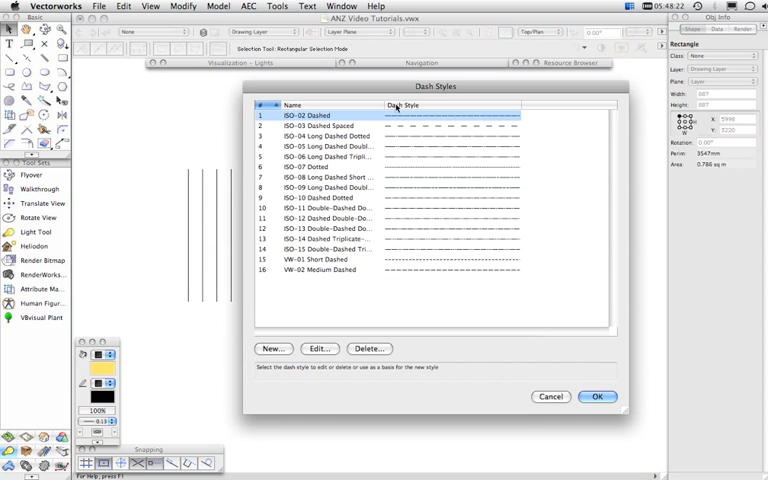 Vectorworks File Edit View Modify Model AEC Tools Text Window Help 05:48:22
Basic
ANZ Video Tutorials.vwx
Obj Info
None Drawing Layer Layer Plane Top/Plan 0.00°
Shape Data Render
Selection Tool: Rectangular Selection Mode
Rectangle
Visualization - Lights Navigation Resource Browser
Class: None
Layer: Drawing Layer
Plane: Layer
Width: 887
Height: 887
X: 5998
Y: 3220
Rotation: 0.00°
Perim: 3547mm
Area: 0.786 sq m
Dash Styles
# Name Dash Style
1 ISO-02 Dashed
2 ISO-03 Dashed Spaced
3 ISO-04 Long Dashed Dotted
4 ISO-05 Long Dashed Doubl...
5 ISO-06 Long Dashed Tripli...
6 ISO-07 Dotted
7 ISO-08 Long Dashed Short ...
8 ISO-09 Long Dashed Doubl...
9 ISO-10 Dashed Dotted
10 ISO-11 Double-Dashed Do...
11 ISO-12 Dashed Double-Do...
12 ISO-13 Double-Dashed Do...
13 ISO-14 Dashed Triplicate-...
14 ISO-15 Double-Dashed Tri...
15 VW-01 Short Dashed
16 VW-02 Medium Dashed
New... Edit... Delete...
Select the dash style to edit or delete or use as a basis for the new style
Cancel OK
Tool Sets
Flyover
Walkthrough
Translate View
Rotate View
Light Tool
Heliodon
Render Bitmap
RenderWorks...
Attribute Ma...
Human Figur...
VBvisual Plant
100%
0.13
Snapping
For Help, press F1